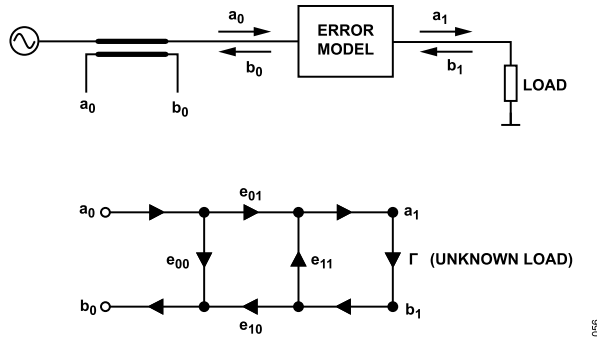 a0
a1
b0
b1
ERROR
MODEL
LOAD
a0
b0
a0
e01
a1
e00
e11
Γ (UNKNOWN LOAD)
b0
e10
b1
056